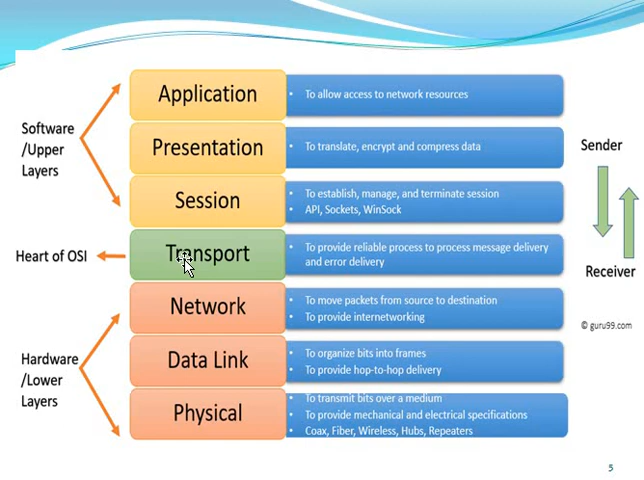 Application
To allow access to network resources
Software
/Upper
Layers
Presentation
To translate, encrypt and compress data
Sender
Session
To establish, manage, and terminate session
API, Sockets, WinSock
Heart of OSI
Transport
To provide reliable process to process message delivery
and error delivery
Receiver
Network
To move packets from source to destination
To provide internetworking
© guru99.com
Hardware
/Lower
Layers
Data Link
To organize bits into frames
To provide hop-to-hop delivery
Physical
To transmit bits over a medium
To provide mechanical and electrical specifications
Coax, Fiber, Wireless, Hubs, Repeaters
5